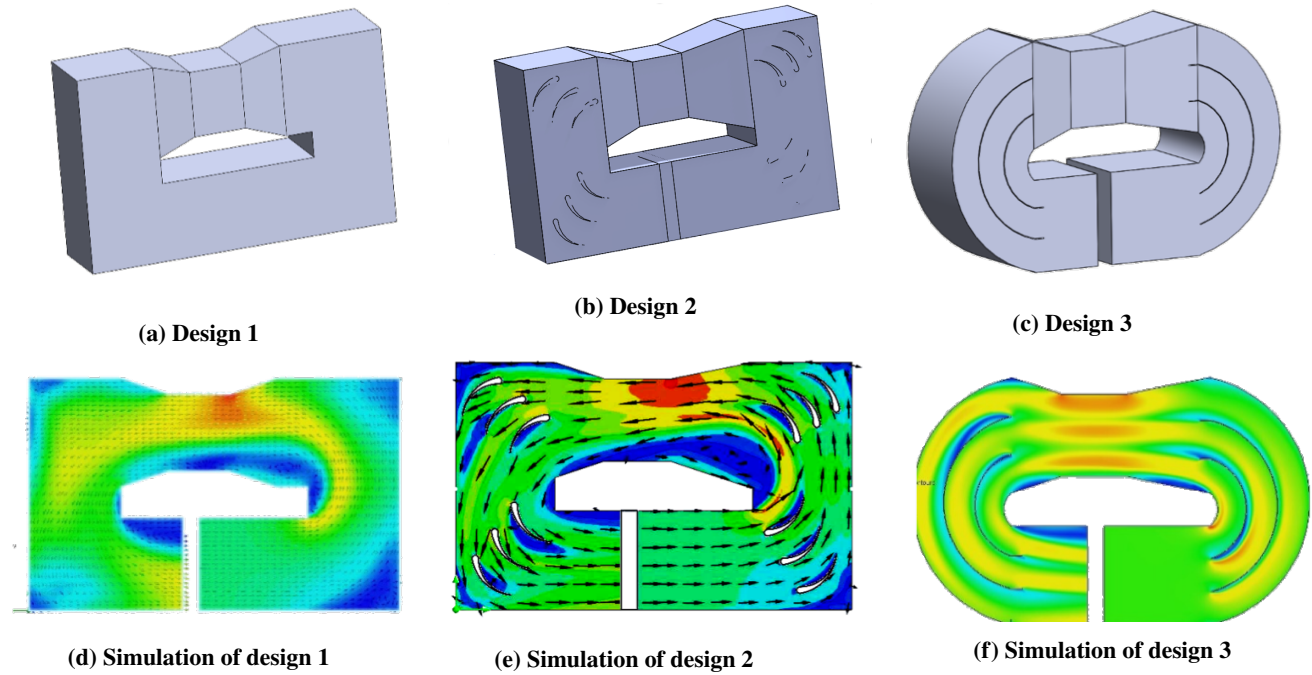 (a) Design 1
(b) Design 2
(c) Design 3
(d) Simulation of design 1
(e) Simulation of design 2
(f) Simulation of design 3